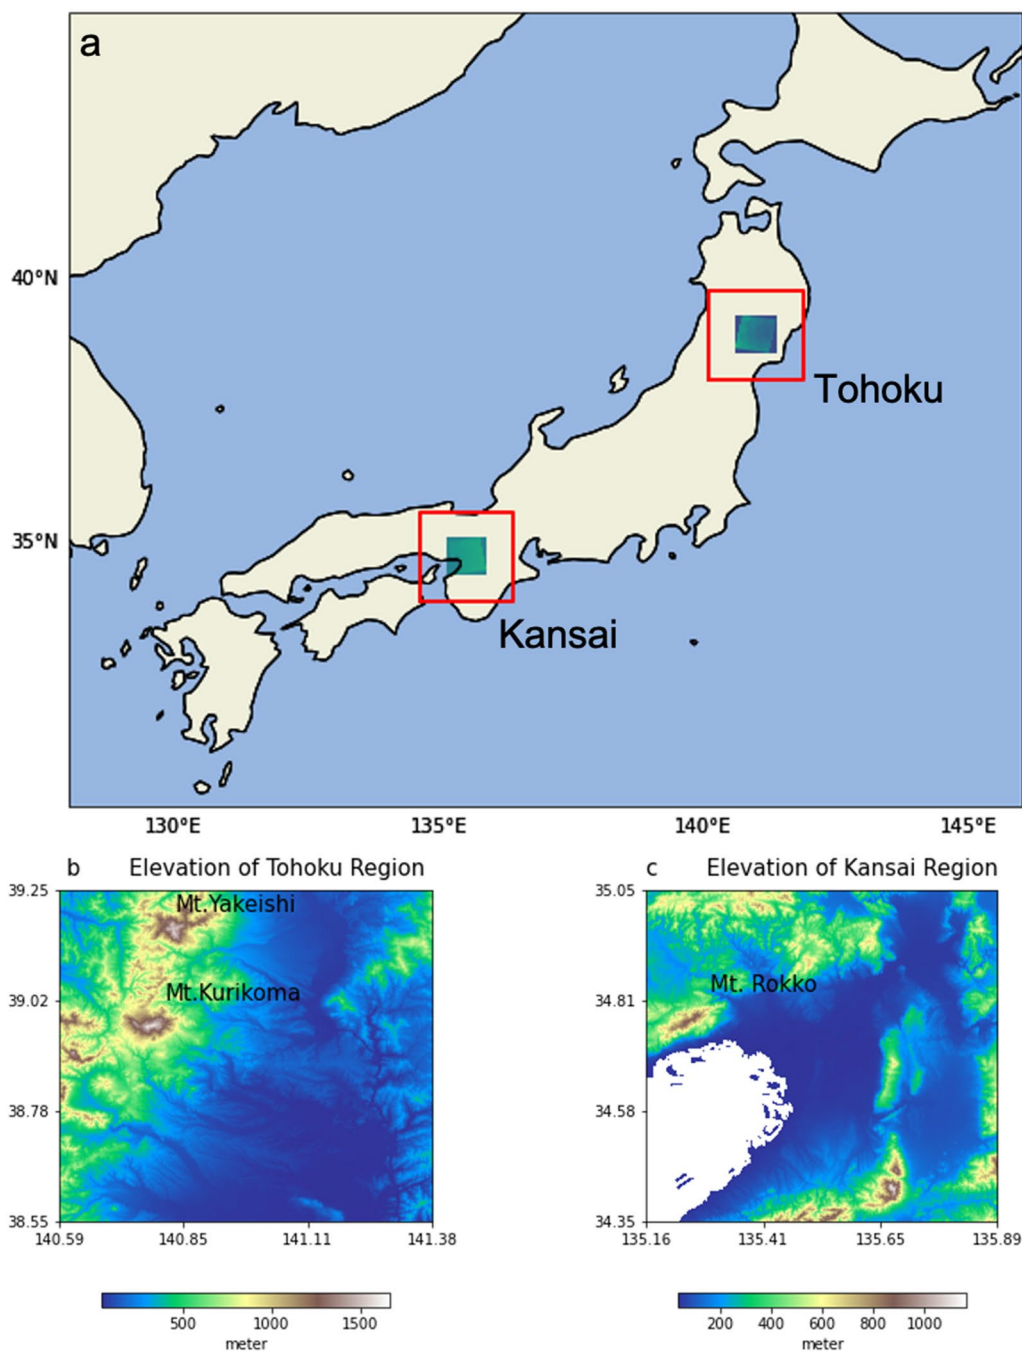 a
40°N
Tohoku
35°N
Kansai
130°E 135°E 140°E 145°E
b Elevation of Tohoku Region
39.25
Mt.Yakeishi
39.02
Mt.Kurikoma
38.78
38.55
140.59 140.85 141.11 141.38
500 1000 1500
meter
c Elevation of Kansai Region
35.05
34.81
Mt. Rokko
34.58
34.35
135.16 135.41 135.65 135.89
200 400 600 800 1000
meter